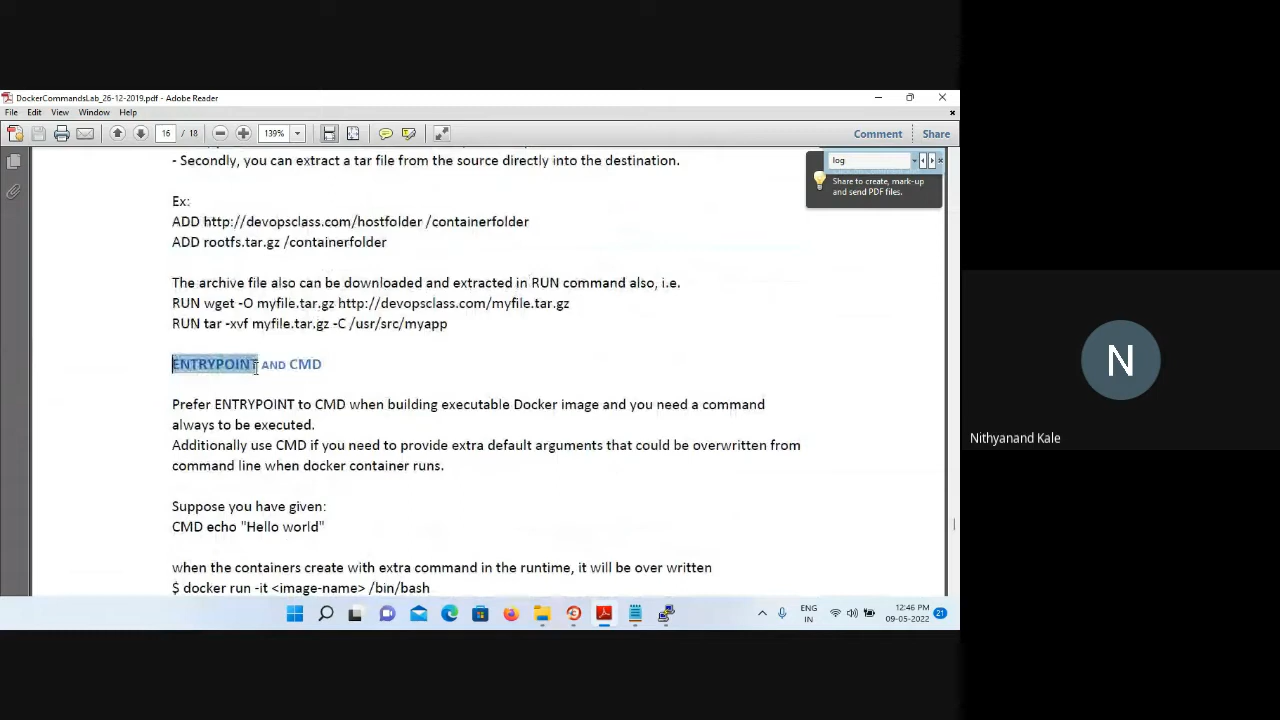 DockerCommandsLab_26-12-2019.pdf - Adobe Reader
File Edit View Window Help
16 / 18 139% Comment Share
log
Share to create, mark-up
and send PDF files.
- Secondly, you can extract a tar file from the source directly into the destination.
Ex:
ADD http://devopsclass.com/hostfolder /containerfolder
ADD rootfs.tar.gz /containerfolder
The archive file also can be downloaded and extracted in RUN command also, i.e.
RUN wget -O myfile.tar.gz http://devopsclass.com/myfile.tar.gz
RUN tar -xvf myfile.tar.gz -C /usr/src/myapp
ENTRYPOINT AND CMD
Prefer ENTRYPOINT to CMD when building executable Docker image and you need a command
always to be executed.
Additionally use CMD if you need to provide extra default arguments that could be overwritten from
command line when docker container runs.
Suppose you have given:
CMD echo "Hello world"
when the containers create with extra command in the runtime, it will be over written
$ docker run -it <image-name> /bin/bash
ENG
IN
12:46 PM
09-05-2022
21
N
Nithyanand Kale